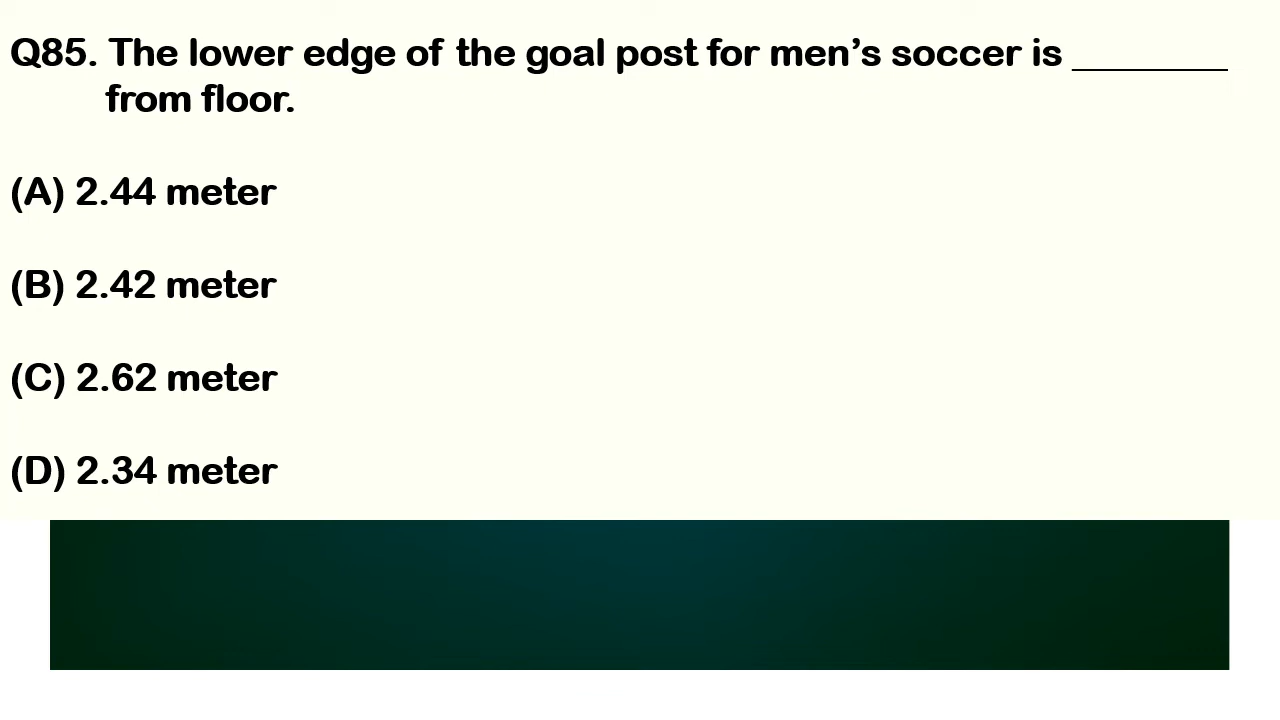 Q85. The lower edge of the goal post for men’s soccer is ________
from floor.
(A) 2.44 meter
(B) 2.42 meter
(C) 2.62 meter
(D) 2.34 meter